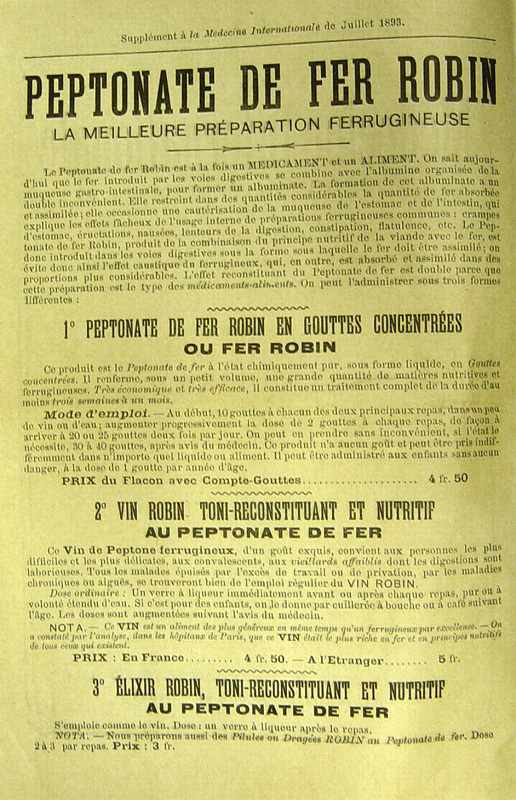 Supplément à la Médecine Internationale de Juillet 1893.
PEPTONATE DE FER ROBIN
LA MEILLEURE PRÉPARATION FERRUGINEUSE
Le Peptonate de fer Robin est à la fois un MEDICAMENT et un ALIMENT. On sait aujour-
d'hui que le fer introduit par les voies digestives se combine avec l'albumine organisée de la
muqueuse gastro-intestinale, pour former un albuminate. La formation de cet albuminate a un
double inconvénient. Elle restreint dans des quantités considérables la quantité de fer absorbée
et assimilée; elle occasionne une cautérisation de la muqueuse de l'estomac et de l'intestin, qui
explique les effets fâcheux de l'usage interne de préparations ferrugineuses communes : crampes
d'estomac, éructations, nausées, lenteurs de la digestion, constipation, flatulence, etc. Le Pep-
tonate de fer Robin, produit de la combinaison du principe nutritif de la viande avec le fer, est
donc introduit dans les voies digestives sous la forme sous laquelle le fer doit être assimilé; on
évite donc ainsi l'effet caustique du ferrugineux, qui, en outre, est absorbé et assimilé dans des
proportions plus considérables. L'effet reconstituant du Peptonate de fer est double parce que
cette préparation est le type des médicaments-aliments. On peut l'administrer sous trois formes
différentes :
1° PEPTONATE DE FER ROBIN EN GOUTTES CONCENTRÉES
OU FER ROBIN
Ce produit est le Peptonate de fer à l'état chimiquement pur, sous forme liquide, en Gouttes
concentrées. Il renferme, sous un petit volume, une grande quantité de matières nutritives et
ferrugineuses. Très économique et très efficace, il constitue un traitement complet de la durée d'au
moins trois semaines à un mois.
Mode d'emploi. — Au début, 10 gouttes à chacun des deux principaux repas, dans un peu
de vin ou d'eau; augmenter progressivement la dose de 2 gouttes à chaque repas, de façon à
arriver à 20 ou 25 gouttes deux fois par jour. On peut en prendre sans inconvénient, si l'état le
nécessite, 30 à 40 gouttes, après avis du médecin. Ce produit n'a aucun goût et peut être pris indif-
féremment dans n'importe quel liquide ou aliment. Il peut être administré aux enfants sans aucun
danger, à la dose de 1 goutte par année d'âge.
PRIX du Flacon avec Compte-Gouttes..................... 4 fr. 50
2° VIN ROBIN TONI-RECONSTITUANT ET NUTRITIF
AU PEPTONATE DE FER
Ce Vin de Peptone ferrugineux, d'un goût exquis, convient aux personnes les plus
difficiles et les plus délicates, aux convalescents, aux vieillards affaiblis dont les digestions sont
laborieuses. Tous les malades épuisés par l'excès de travail ou de privation, par les maladies
chroniques ou aiguës, se trouveront bien de l'emploi régulier du VIN ROBIN.
Dose ordinaire : Un verre à liqueur immédiatement avant ou après chaque repas, pur ou à
volonté étendu d'eau. Si c'est pour des enfants, on le donne par cuillerée à bouche ou à café suivant
l'âge. Les doses sont augmentées suivant l'avis du médecin.
NOTA. — Ce VIN est un aliment des plus généreux en même temps qu'un ferrugineux par excellence. — On
a constaté par l'analyse, dans les hôpitaux de Paris, que ce VIN était le plus riche en fer et en principes nutritifs
de tous ceux qui existent.
PRIX : En France......... 4 fr. 50. — A l'Etranger....... 5 fr.
3° ÉLIXIR ROBIN, TONI-RECONSTITUANT ET NUTRITIF
AU PEPTONATE DE FER
S'emploie comme le vin. Dose : un verre à liqueur après le repas.
NOTA. — Nous préparons aussi des Pilules ou Dragées ROBIN au Peptonate de fer. Dose
2 à 3 par repas. Prix : 3 fr.